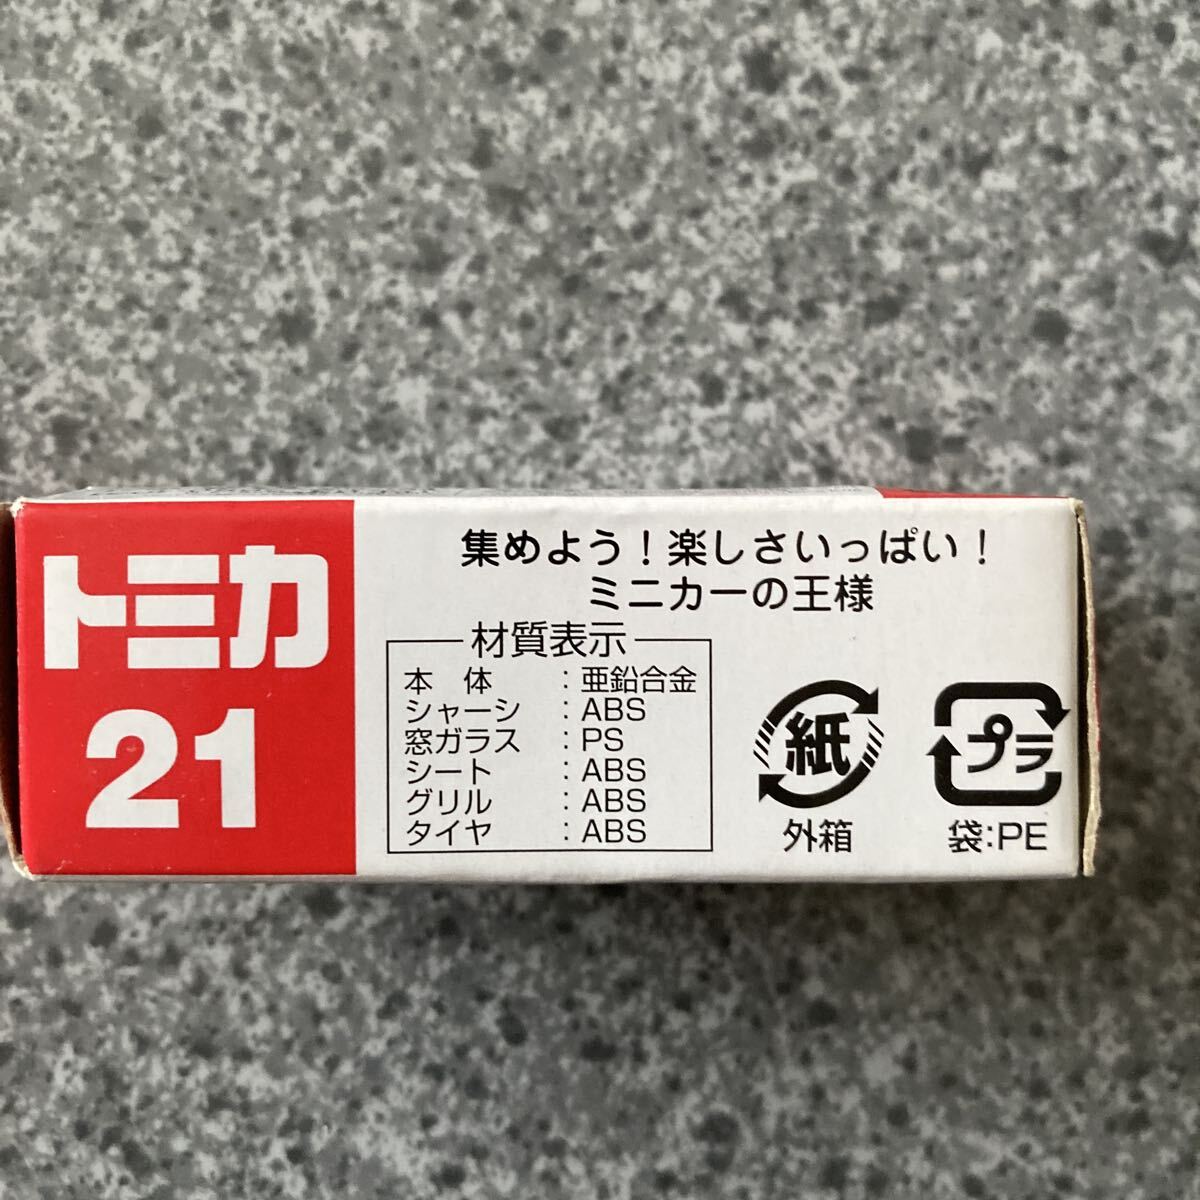 トミカ
21
集めよう！楽しさいっぱい！
ミニカーの王様
材質表示
本 体 : 亜鉛合金
シャーシ : ABS
窓ガラス : PS
シート : ABS
グリル : ABS
タイヤ : ABS
紙
外箱
プラ
袋:PE